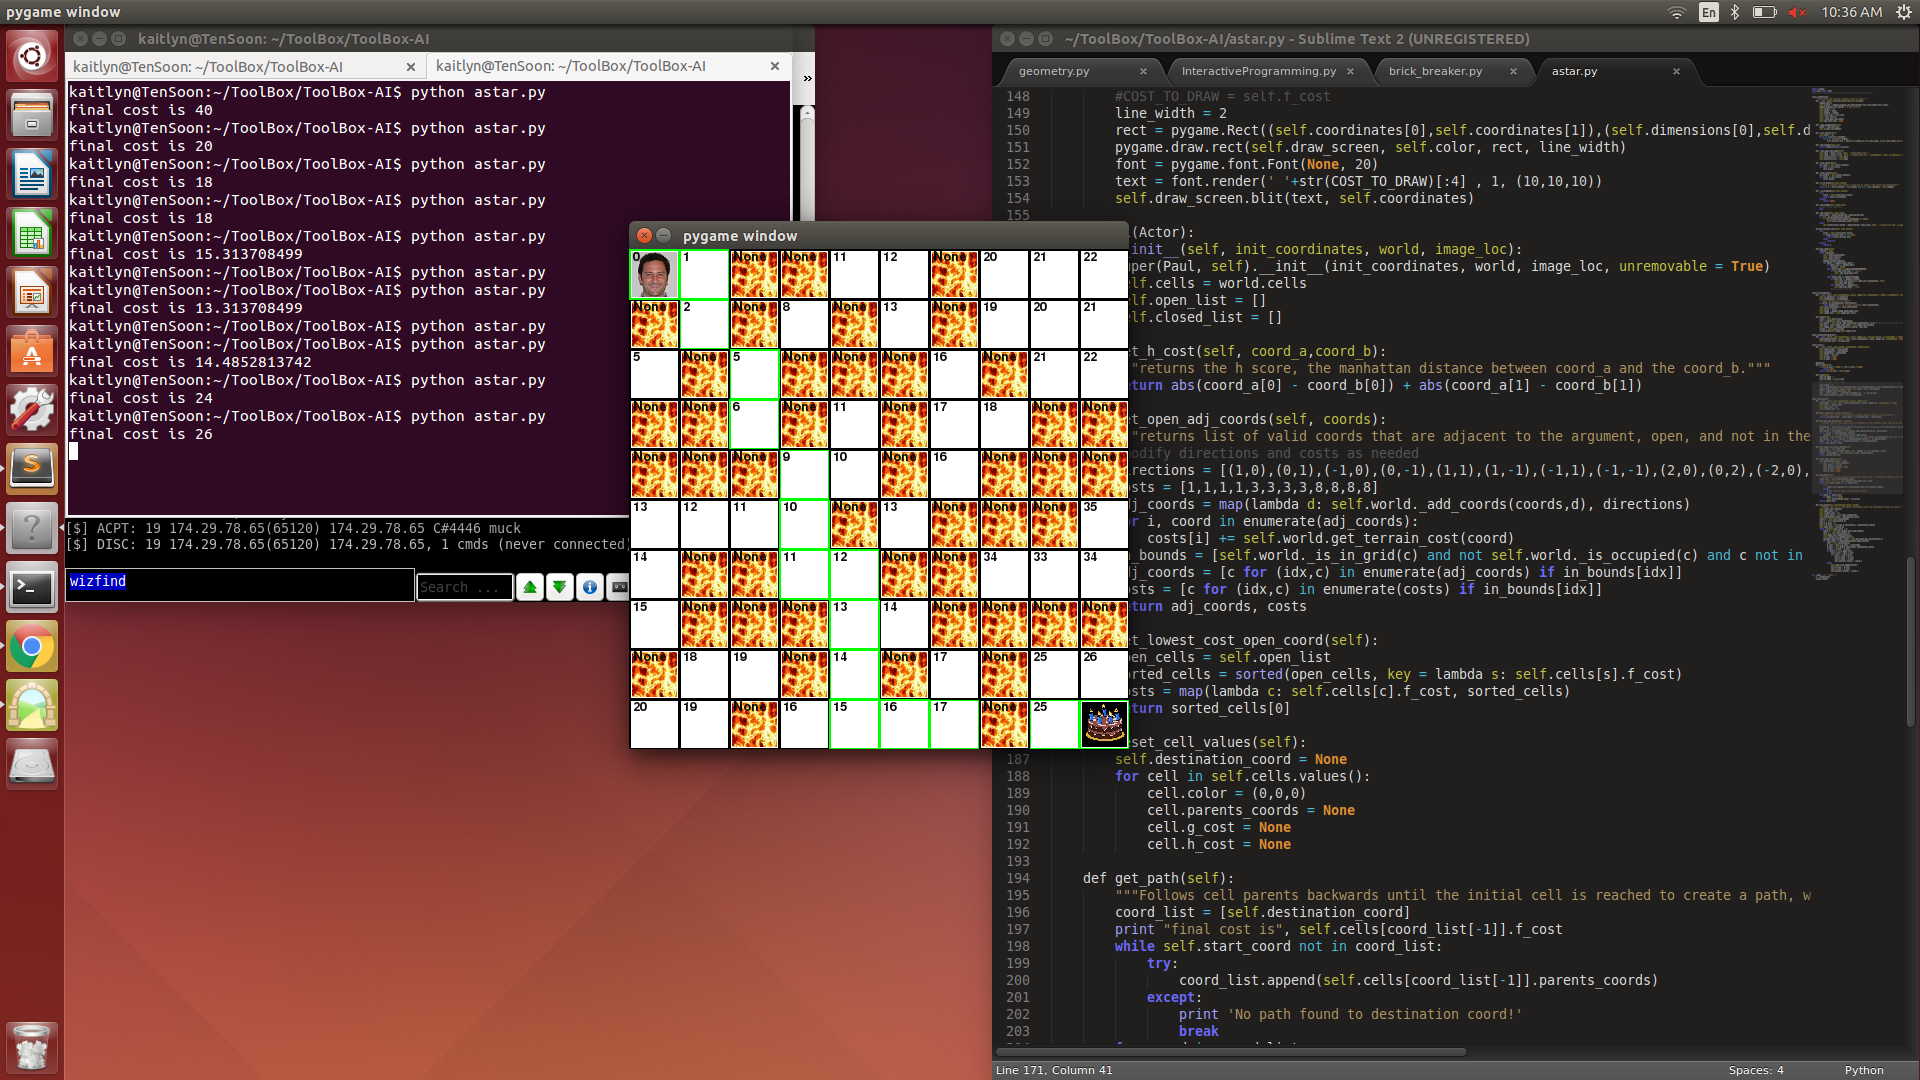 pygame window
En
10:36 AM
kaitlyn@TenSoon: ~/ToolBox/ToolBox-AI
kaitlyn@TenSoon: ~/ToolBox/ToolBox-AI
kaitlyn@TenSoon: ~/ToolBox/ToolBox-AI
kaitlyn@TenSoon:~/ToolBox/ToolBox-AI$ python astar.py
final cost is 40
kaitlyn@TenSoon:~/ToolBox/ToolBox-AI$ python astar.py
final cost is 20
kaitlyn@TenSoon:~/ToolBox/ToolBox-AI$ python astar.py
final cost is 18
kaitlyn@TenSoon:~/ToolBox/ToolBox-AI$ python astar.py
final cost is 18
kaitlyn@TenSoon:~/ToolBox/ToolBox-AI$ python astar.py
final cost is 15.313708499
kaitlyn@TenSoon:~/ToolBox/ToolBox-AI$ python astar.py
kaitlyn@TenSoon:~/ToolBox/ToolBox-AI$ python astar.py
final cost is 13.313708499
kaitlyn@TenSoon:~/ToolBox/ToolBox-AI$ python astar.py
kaitlyn@TenSoon:~/ToolBox/ToolBox-AI$ python astar.py
final cost is 14.4852813742
kaitlyn@TenSoon:~/ToolBox/ToolBox-AI$ python astar.py
final cost is 24
kaitlyn@TenSoon:~/ToolBox/ToolBox-AI$ python astar.py
final cost is 26
[$] ACPT: 19 174.29.78.65(65120) 174.29.78.65 C#4446 muck
[$] DISC: 19 174.29.78.65(65120) 174.29.78.65, 1 cmds (never connected)
wizfind
Search ...
pygame window
0 1 None None 11 12 None 20 21 22
None 2 None 8 None 13 None 19 20 21
5 None 5 None None None 16 None 21 22
None None 6 None 11 None 17 18 None None
None None None 9 10 None 16 None None None
13 12 11 10 None 13 None None None 35
14 None None 11 12 None None 34 33 34
15 None None None 13 14 None None None None
None 18 19 None 14 None 17 None 25 26
20 19 None 16 15 16 17 None 25
~/ToolBox/ToolBox-AI/astar.py - Sublime Text 2 (UNREGISTERED)
geometry.py
InteractiveProgramming.py
brick_breaker.py
astar.py
148 #COST_TO_DRAW = self.f_cost
149 line_width = 2
150 rect = pygame.Rect((self.coordinates[0],self.coordinates[1]),(self.dimensions[0],self.d
151 pygame.draw.rect(self.draw_screen, self.color, rect, line_width)
152 font = pygame.font.Font(None, 20)
153 text = font.render(' '+str(COST_TO_DRAW)[:4] , 1, (10,10,10))
154 self.draw_screen.blit(text, self.coordinates)
155
(Actor):
init__(self, init_coordinates, world, image_loc):
uper(Paul, self).__init__(init_coordinates, world, image_loc, unremovable = True)
lf.cells = world.cells
lf.open_list = []
lf.closed_list = []
t_h_cost(self, coord_a,coord_b):
"returns the h score, the manhattan distance between coord_a and the coord_b."""
turn abs(coord_a[0] - coord_b[0]) + abs(coord_a[1] - coord_b[1])
t_open_adj_coords(self, coords):
"returns list of valid coords that are adjacent to the argument, open, and not in the
odify directions and costs as needed
irections = [(1,0),(0,1),(-1,0),(0,-1),(1,1),(1,-1),(-1,1),(-1,-1),(2,0),(0,2),(-2,0),
sts = [1,1,1,1,3,3,3,3,8,8,8,8]
j_coords = map(lambda d: self.world._add_coords(coords,d), directions)
r i, coord in enumerate(adj_coords):
costs[i] += self.world.get_terrain_cost(coord)
_bounds = [self.world._is_in_grid(c) and not self.world._is_occupied(c) and c not in
j_coords = [c for (idx,c) in enumerate(adj_coords) if in_bounds[idx]]
sts = [c for (idx,c) in enumerate(costs) if in_bounds[idx]]
turn adj_coords, costs
t_lowest_cost_open_coord(self):
en_cells = self.open_list
rted_cells = sorted(open_cells, key = lambda s: self.cells[s].f_cost)
sts = map(lambda c: self.cells[c].f_cost, sorted_cells)
turn sorted_cells[0]
set_cell_values(self):
187 self.destination_coord = None
188 for cell in self.cells.values():
189 cell.color = (0,0,0)
190 cell.parents_coords = None
191 cell.g_cost = None
192 cell.h_cost = None
193
194 def get_path(self):
195 """Follows cell parents backwards until the initial cell is reached to create a path, w
196 coord_list = [self.destination_coord]
197 print "final cost is", self.cells[coord_list[-1]].f_cost
198 while self.start_coord not in coord_list:
199 try:
200 coord_list.append(self.cells[coord_list[-1]].parents_coords)
201 except:
202 print 'No path found to destination coord!'
203 break
Line 171, Column 41
Spaces: 4
Python